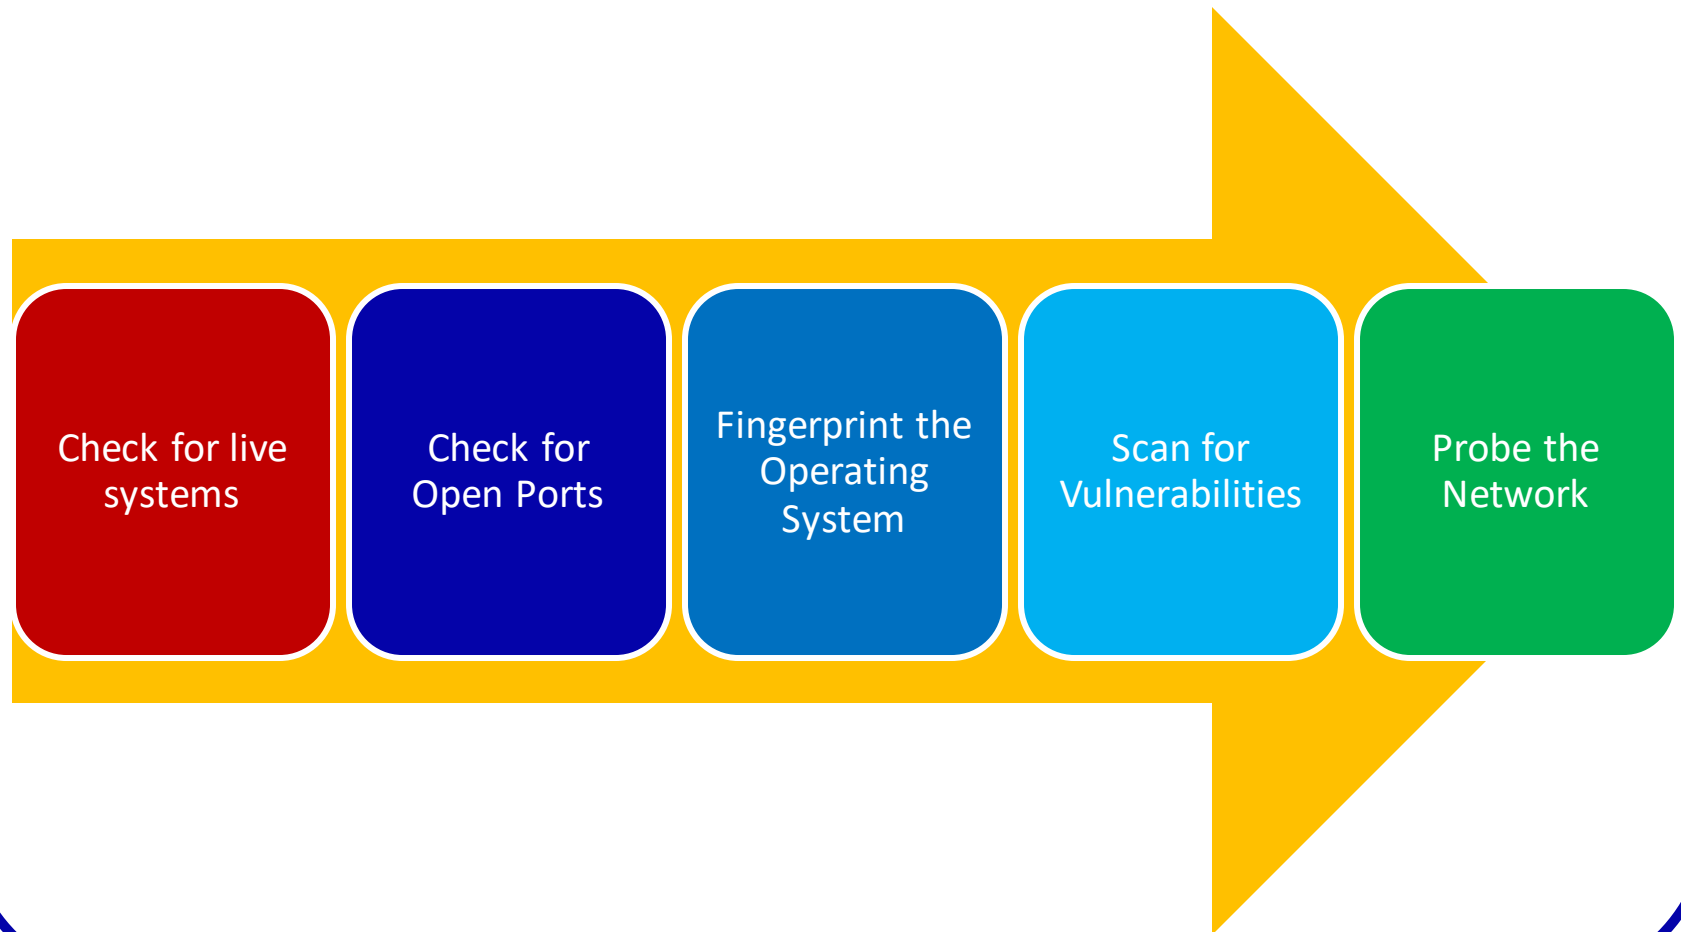 Check for live
systems
Check for
Open Ports
Fingerprint the
Operating
System
Scan for
Vulnerabilities
Probe the
Network